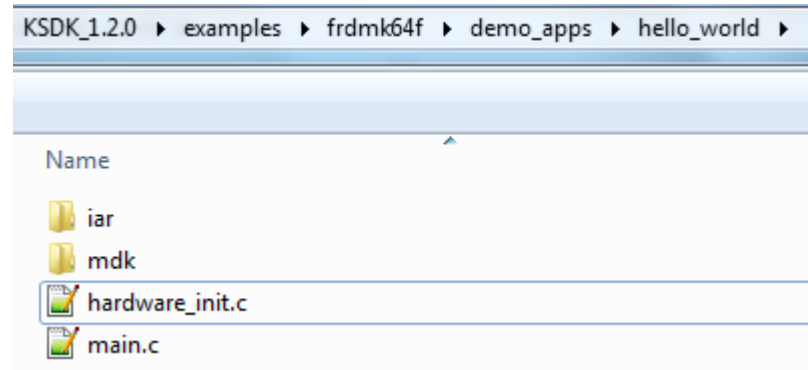 KSDK_1.2.0 ▸ examples ▸ frdmk64f ▸ demo_apps ▸ hello_world ▸
Name
iar
mdk
hardware_init.c
main.c